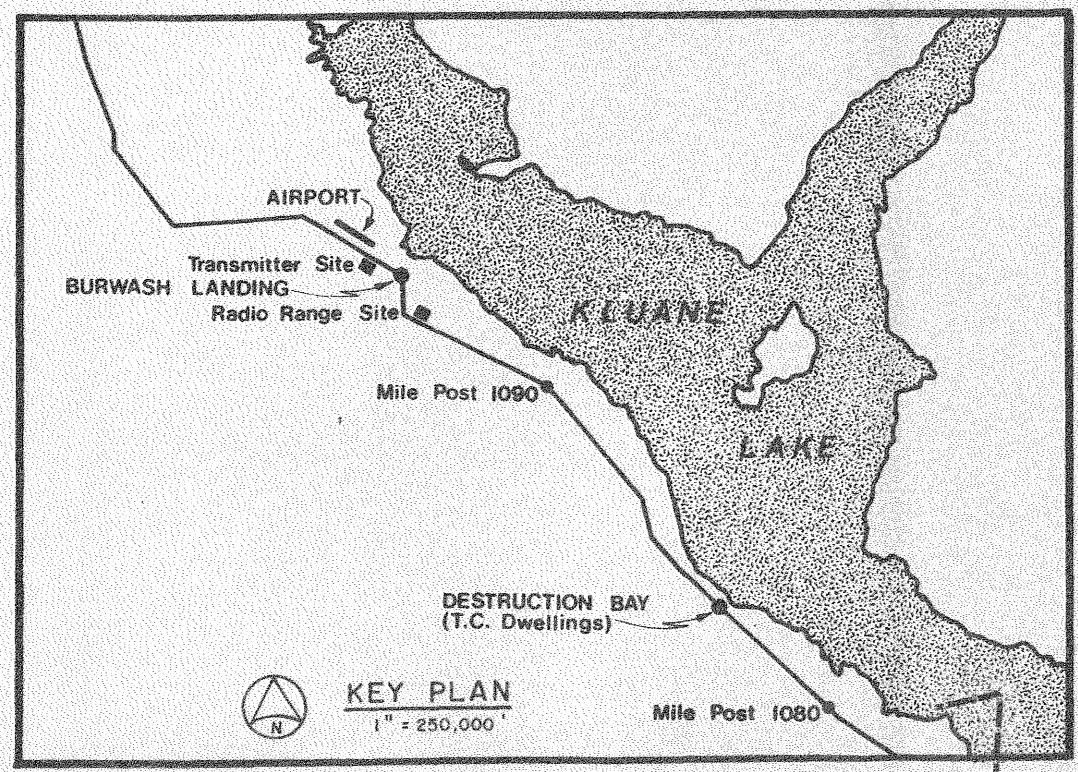 AIRPORT
Transmitter Site
BURWASH LANDING
Radio Range Site
KLUANE
Mile Post 1090
LAKE
DESTRUCTION BAY
(T.C. Dwellings)
KEY PLAN
1" = 250,000'
N
Mile Post 1080